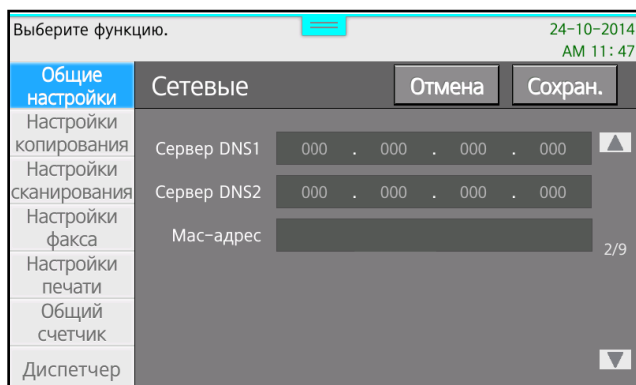 Выберите функцию.
24-10-2014
AM 11:47
Общие
настройки
Настройки
копирования
Настройки
сканирования
Настройки
факса
Настройки
печати
Общий
счетчик
Диспетчер
Сетевые
Отмена
Сохран.
Сервер DNS1 000 . 000 . 000 . 000
Сервер DNS2 000 . 000 . 000 . 000
Mac-адрес
2/9